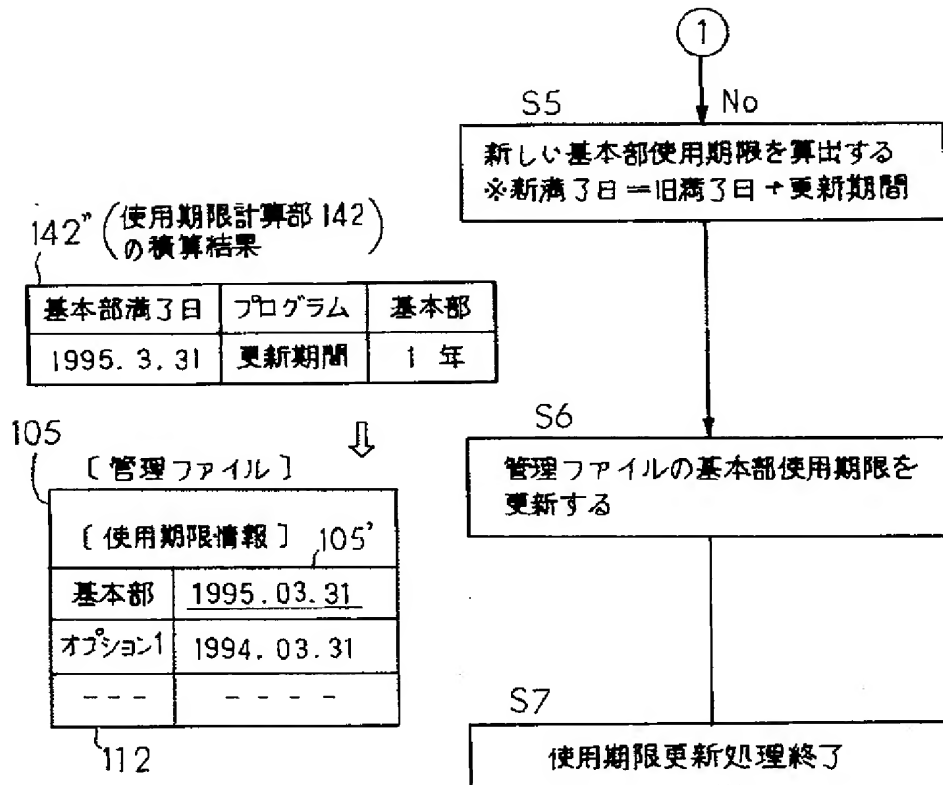 1
S5
No
新しい基本部使用期限を算出する
※新満了日=旧満了日+更新期間
142" (使用期限計算部142
の積算結果)
基本部満了日 プログラム 基本部
1995.3.31 更新期間 1年
105
[管理ファイル]
[使用期限情報] 105'
基本部 1995.03.31
オプション1 1994.03.31
--- ----
112
S6
管理ファイルの基本部使用期限を
更新する
S7
使用期限更新処理終了